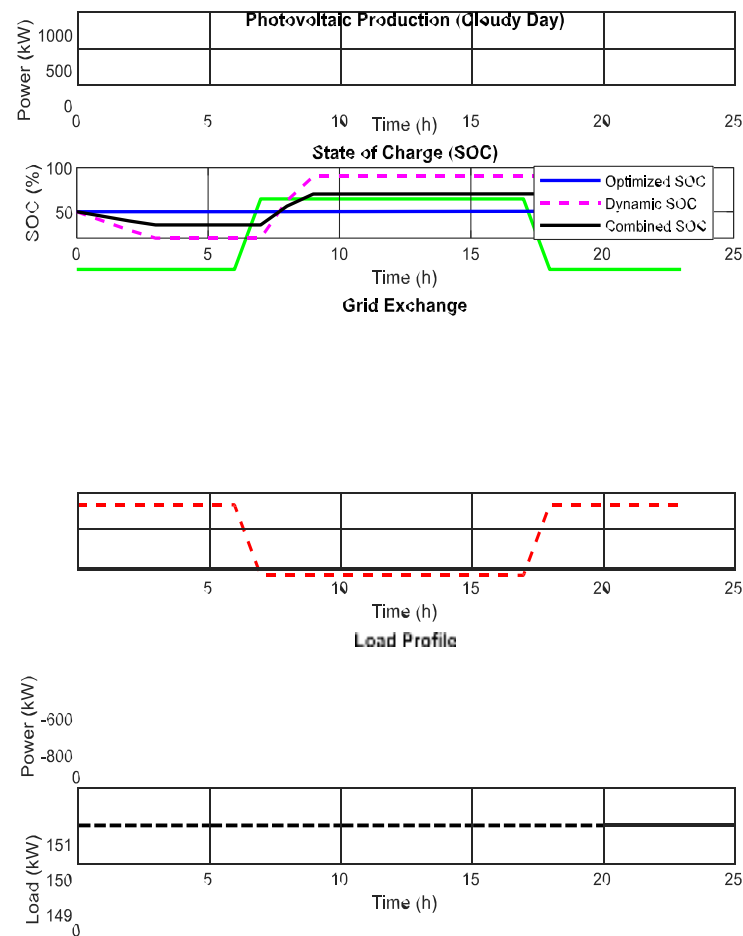 Photovoltaic Production (Cloudy Day)
Power (kW)
1000
500
0
0 5 10 15 20 25
Time (h)
State of Charge (SOC)
SOC (%)
100
50
Optimized SOC
Dynamic SOC
Combined SOC
0 5 10 15 20 25
Time (h)
Grid Exchange
5 10 15 20 25
Time (h)
Load Profile
Power (kW)
-600
-800
0
Load (kW)
151
150
149
0
5 10 15 20 25
Time (h)